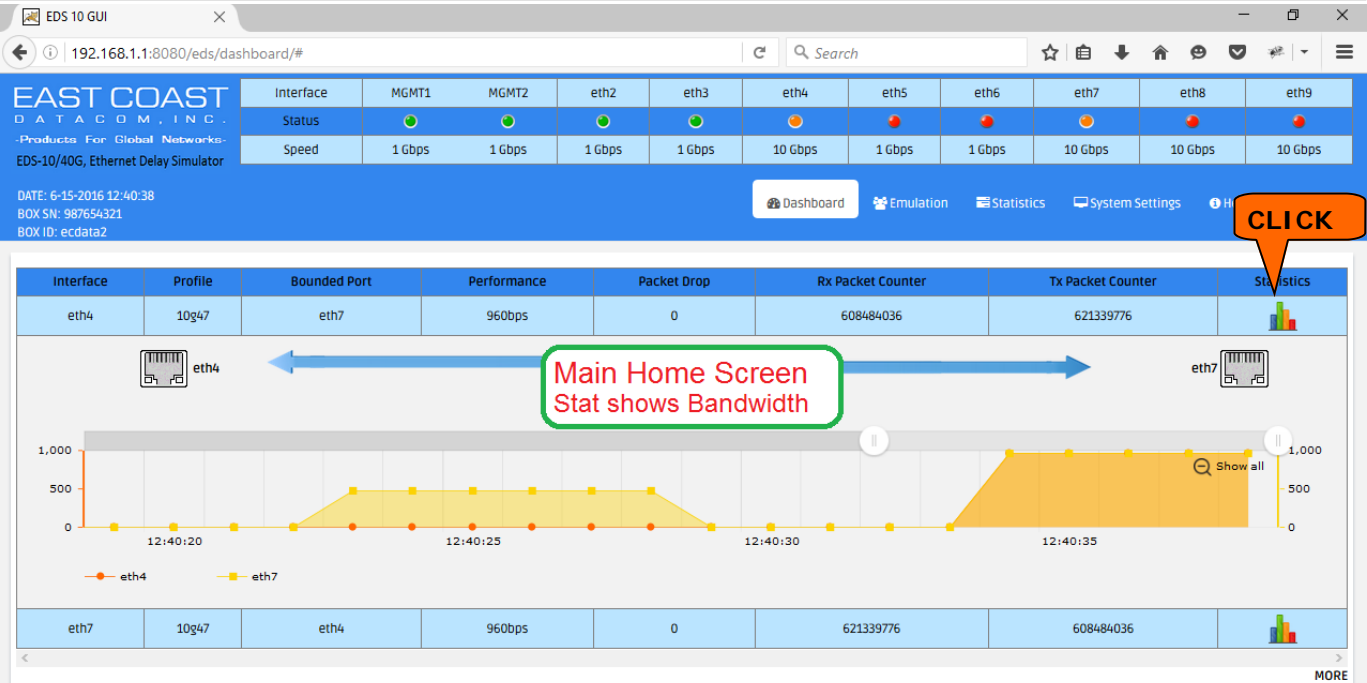 EDS 10 GUI
192.168.1.1:8080/eds/dashboard/#
Search
EAST COAST
DATACOM, INC.
-Products For Global Networks-
EDS-10/40G, Ethernet Delay Simulator
Interface MGMT1 MGMT2 eth2 eth3 eth4 eth5 eth6 eth7 eth8 eth9
Status
Speed 1 Gbps 1 Gbps 1 Gbps 1 Gbps 10 Gbps 1 Gbps 1 Gbps 10 Gbps 10 Gbps 10 Gbps
DATE: 6-15-2016 12:40:38
BOX SN: 987654321
BOX ID: ecdata2
Dashboard Emulation Statistics System Settings
CLICK
Interface Profile Bounded Port Performance Packet Drop Rx Packet Counter Tx Packet Counter Statistics
eth4 10g47 eth7 960bps 0 608484036 621339776
eth4 eth7
Main Home Screen
Stat shows Bandwidth
1,000 1,000
Show all
500 500
0 0
12:40:20 12:40:25 12:40:30 12:40:35
eth4 eth7
eth7 10g47 eth4 960bps 0 621339776 608484036
MORE